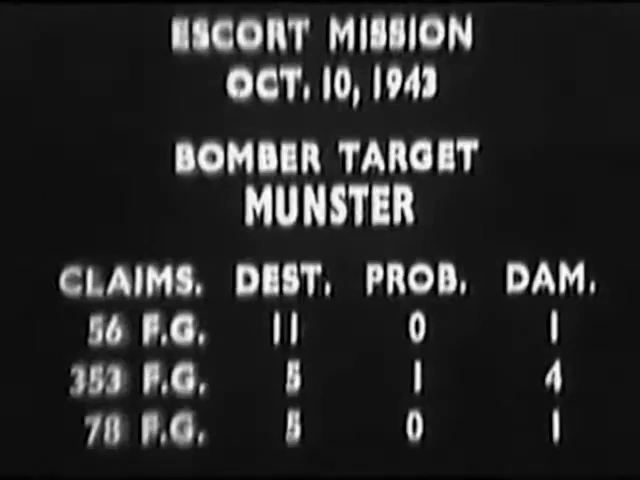 ESCORT MISSION
OCT. 10, 1943
BOMBER TARGET
MUNSTER
CLAIMS. DEST. PROB. DAM.
56 F.G. 11 0 1
353 F.G. 5 1 4
78 F.G. 5 0 1